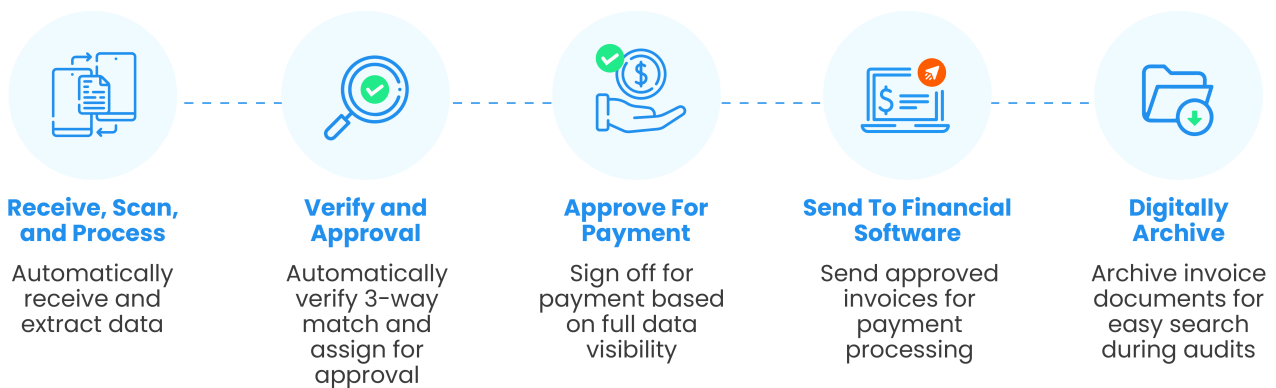 Receive, Scan,
and Process
Automatically
receive and
extract data
Verify and
Approval
Automatically
verify 3-way
match and
assign for
approval
Approve For
Payment
Sign off for
payment based
on full data
visibility
$
Send To Financial
Software
Send approved
invoices for
payment
processing
$
Digitally
Archive
Archive invoice
documents for
easy search
during audits